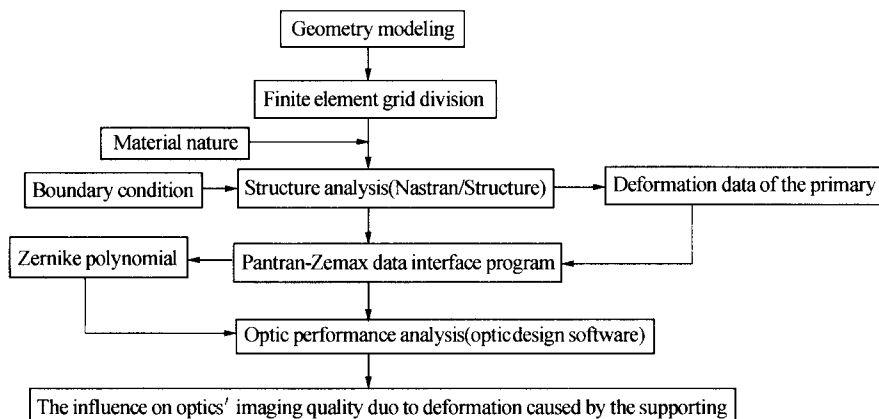 Geometry modeling
Finite element grid division
Material nature
Boundary condition
Structure analysis(Nastran/Structure)
Deformation data of the primary
Zernike polynomial
Pantran-Zemax data interface program
Optic performance analysis(optic design software)
The influence on optics' imaging quality duo to deformation caused by the supporting